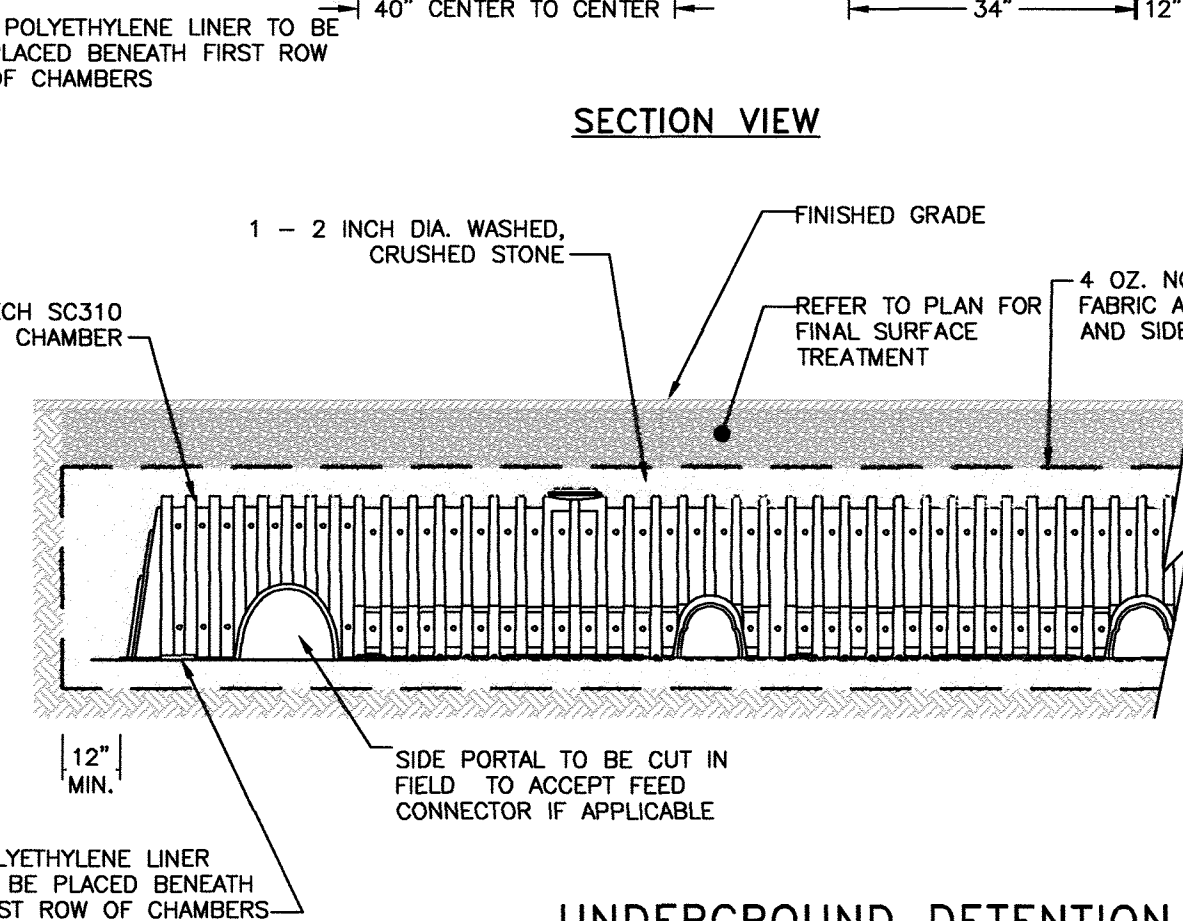 40" CENTER TO CENTER
34"
12"
POLYETHYLENE LINER TO BE
PLACED BENEATH FIRST ROW
OF CHAMBERS
SECTION VIEW
1 – 2 INCH DIA. WASHED,
CRUSHED STONE
FINISHED GRADE
REFER TO PLAN FOR
FINAL SURFACE
TREATMENT
4 OZ.
FABRIC
AND
SC310
CHAMBER
12"
MIN.
SIDE PORTAL TO BE CUT IN
FIELD TO ACCEPT FEED
CONNECTOR IF APPLICABLE
LINER
BE PLACED BENEATH
ROW OF CHAMBERS
UNDERGROUND DETENTION